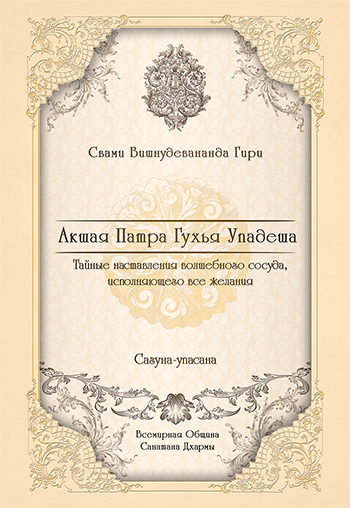 Свами Вишнудевананда Гири
Акшая Патра Гухья Упадеша
Тайные наставления волшебного сосуда,
исполняющего все желания
Сагуна-упасана
Всемирная Община
Санатана Дхармы